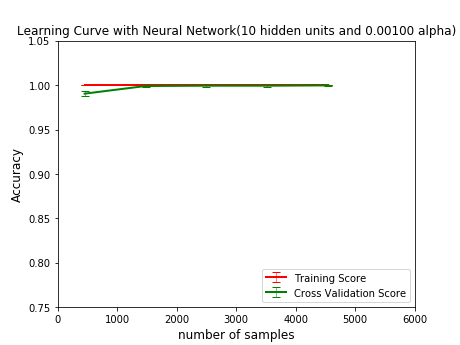 Learning Curve with Neural Network(10 hidden units and 0.00100 alpha)
1.05
1.00
0.95
0.90
0.85
0.80
0.75
Accuracy
Training Score
Cross Validation Score
0 1000 2000 3000 4000 5000 6000
number of samples